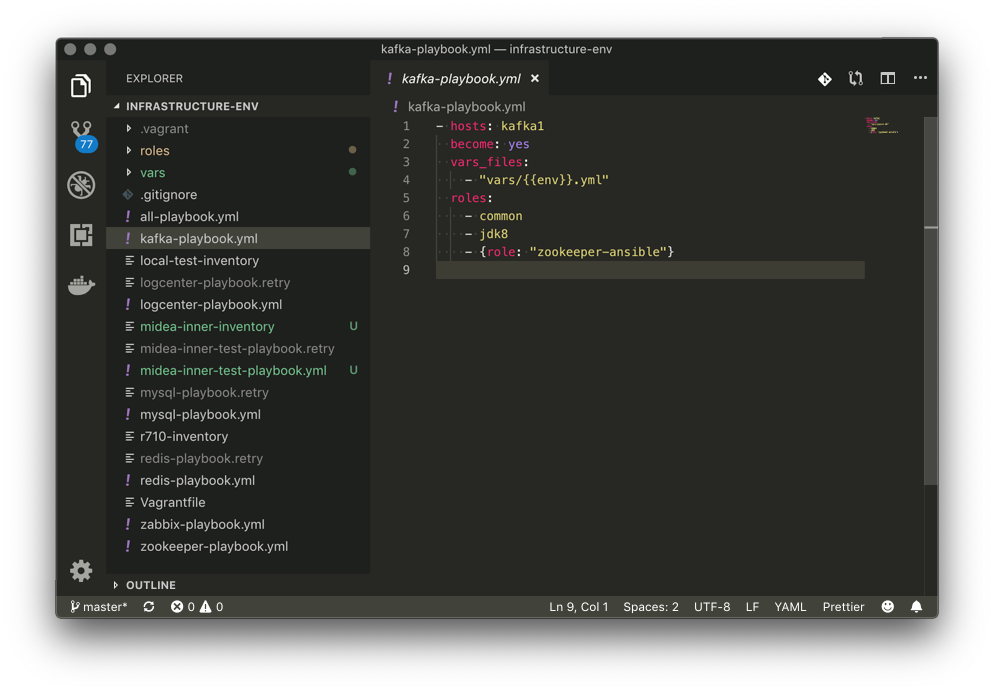 kafka-playbook.yml — infrastructure-env
EXPLORER
INFRASTRUCTURE-ENV
.vagrant
roles
vars
.gitignore
all-playbook.yml
kafka-playbook.yml
local-test-inventory
logcenter-playbook.retry
logcenter-playbook.yml
midea-inner-inventory U
midea-inner-test-playbook.retry
midea-inner-test-playbook.yml U
mysql-playbook.retry
mysql-playbook.yml
r710-inventory
redis-playbook.retry
redis-playbook.yml
Vagrantfile
zabbix-playbook.yml
zookeeper-playbook.yml
OUTLINE
77
! kafka-playbook.yml ×
! kafka-playbook.yml
1 - hosts: kafka1
2   become: yes
3   vars_files:
4     - "vars/{{env}}.yml"
5   roles:
6     - common
7     - jdk8
8     - {role: "zookeeper-ansible"}
9
master* 0 0 Ln 9, Col 1 Spaces: 2 UTF-8 LF YAML Prettier